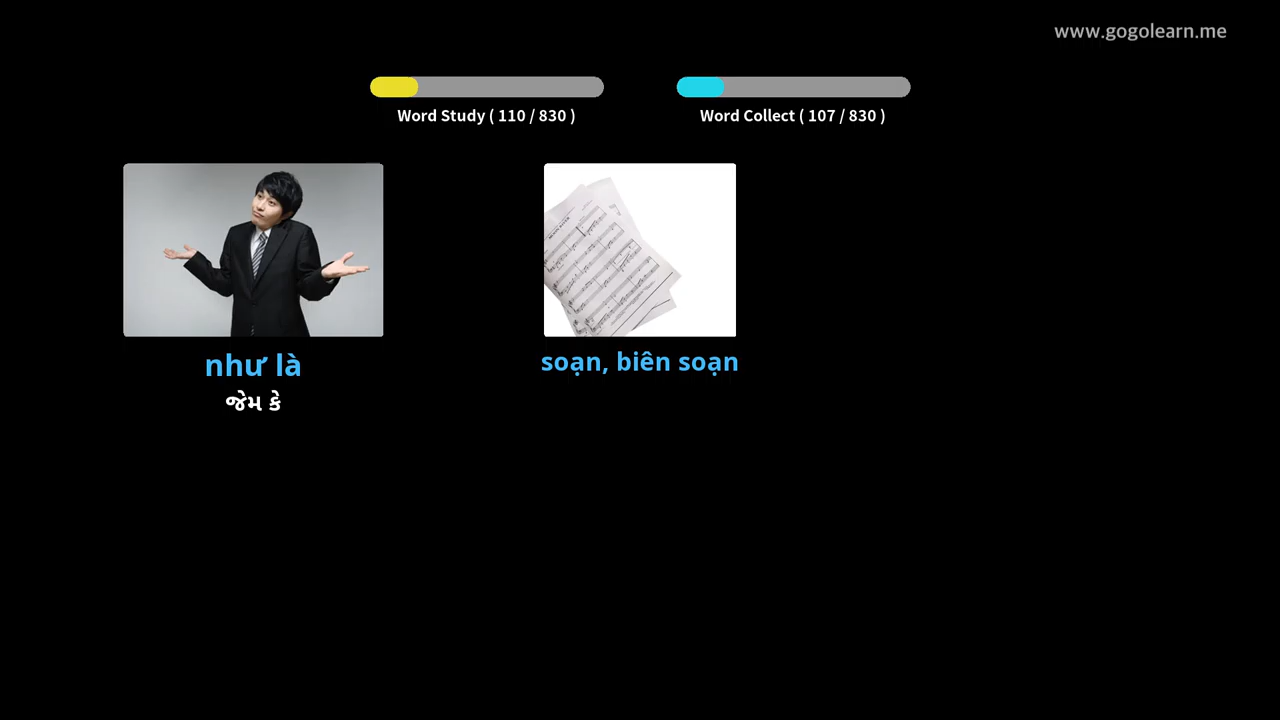 www.gogolearn.me
Word Study ( 110 / 830 )
Word Collect ( 107 / 830 )
như là
જેમ કે
soạn, biên soạn